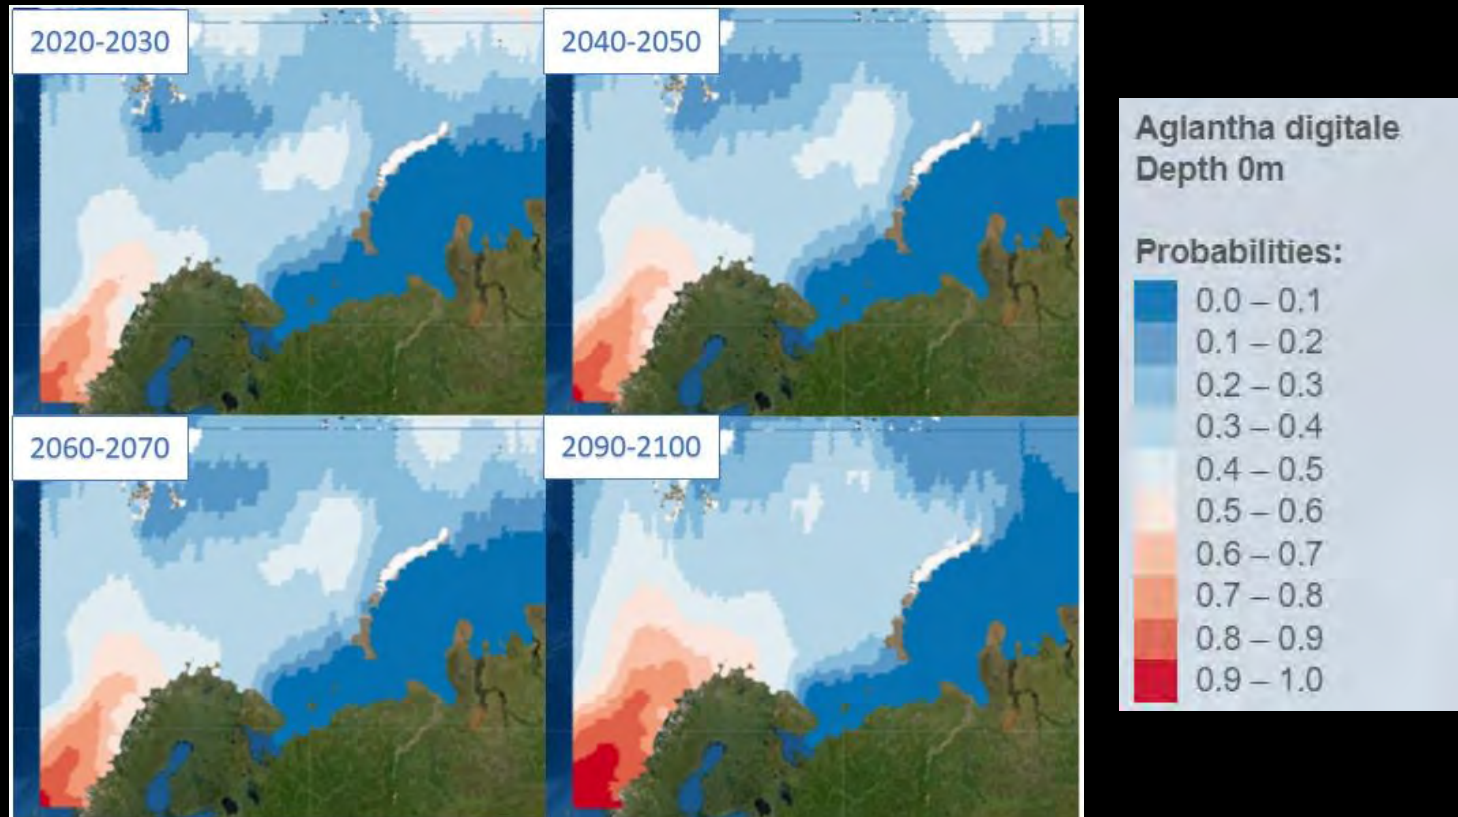 2020-2030
2040-2050
2060-2070
2090-2100
Aglantha digitale
Depth 0m
Probabilities:
0.0 – 0.1
0.1 – 0.2
0.2 – 0.3
0.3 – 0.4
0.4 – 0.5
0.5 – 0.6
0.6 – 0.7
0.7 – 0.8
0.8 – 0.9
0.9 – 1.0